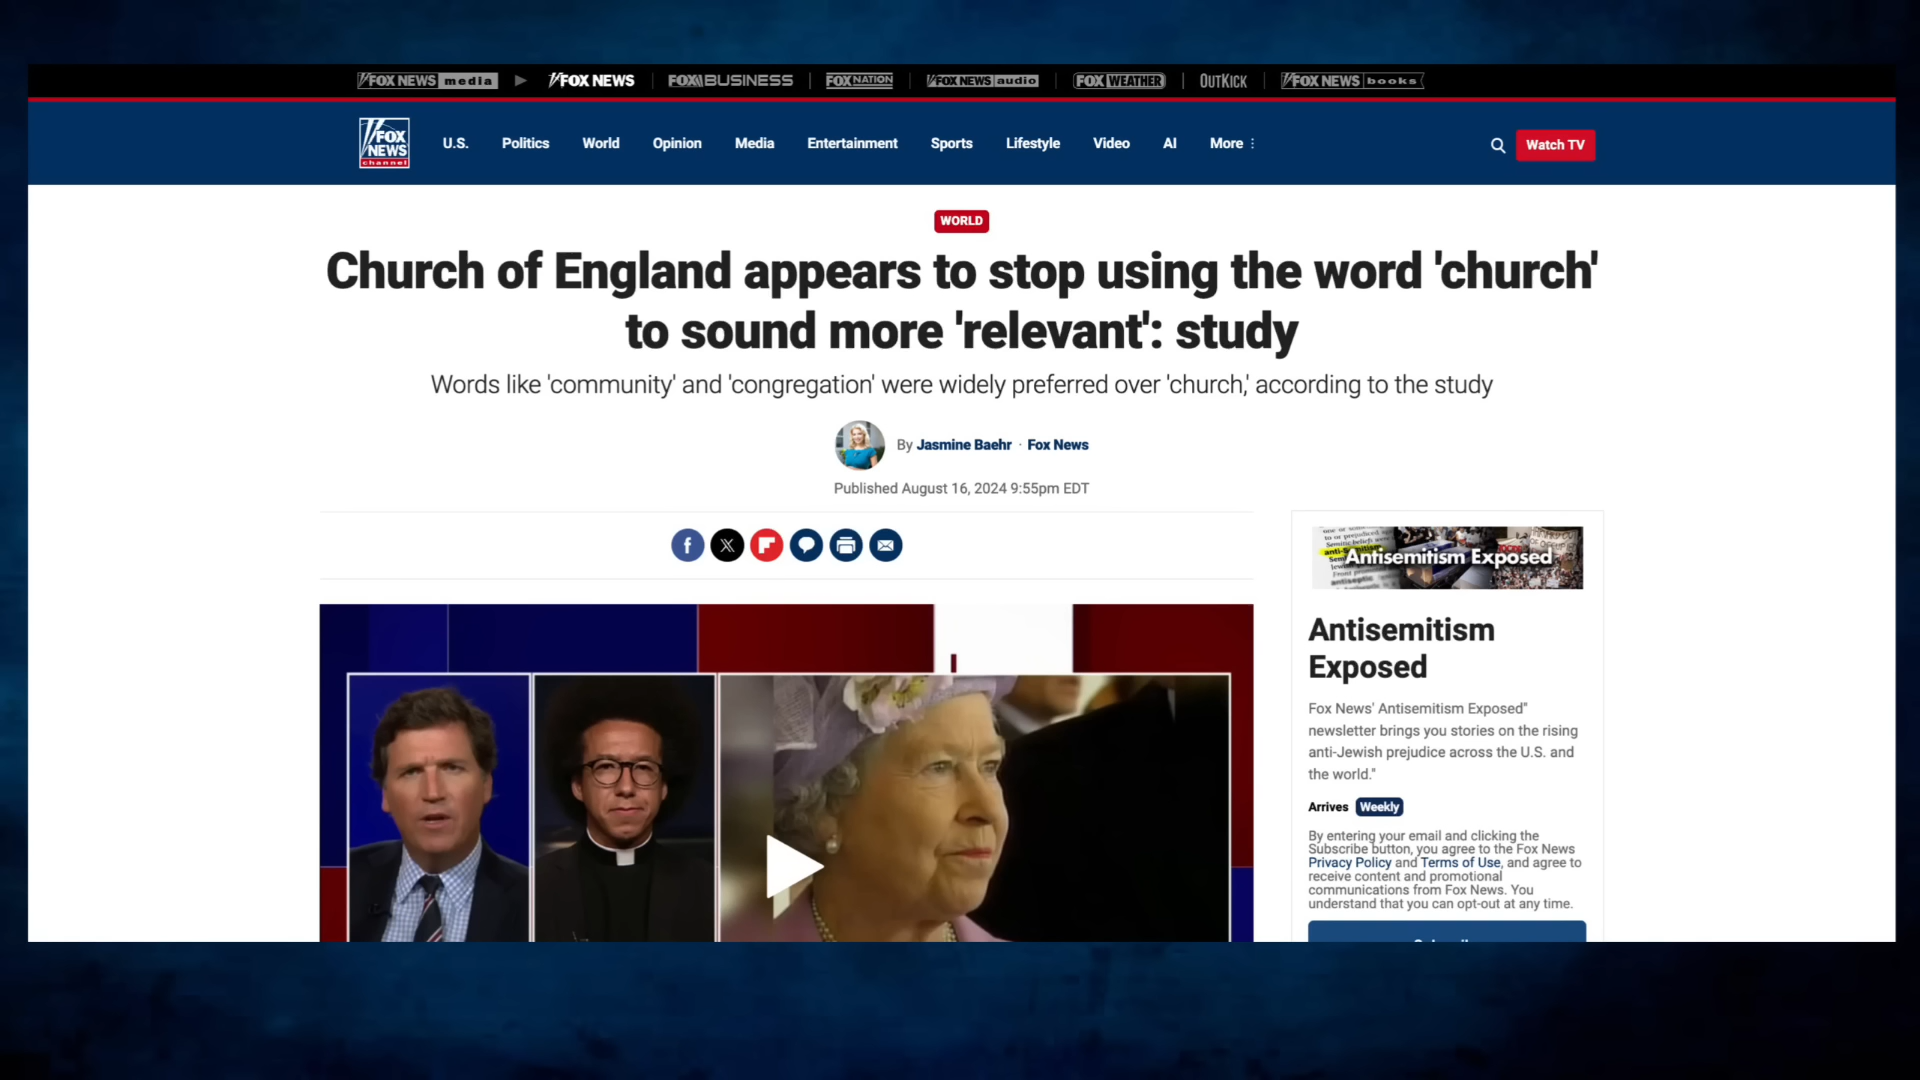 FOX NEWS media
FOX NEWS
FOX BUSINESS
FOX NATION
FOX NEWS audio
FOX WEATHER
OUTKICK
FOX NEWS books
FOX NEWS channel
U.S.
Politics
World
Opinion
Media
Entertainment
Sports
Lifestyle
Video
AI
More
Watch TV
WORLD
Church of England appears to stop using the word 'church'
to sound more 'relevant': study
Words like 'community' and 'congregation' were widely preferred over 'church,' according to the study
By Jasmine Baehr · Fox News
Published August 16, 2024 9:55pm EDT
Antisemitism Exposed
Antisemitism
Exposed
Fox News' Antisemitism Exposed"
newsletter brings you stories on the rising
anti-Jewish prejudice across the U.S. and
the world."
Arrives Weekly
By entering your email and clicking the
Subscribe button, you agree to the Fox News
Privacy Policy and Terms of Use, and agree to
receive content and promotional
communications from Fox News. You
understand that you can opt-out at any time.